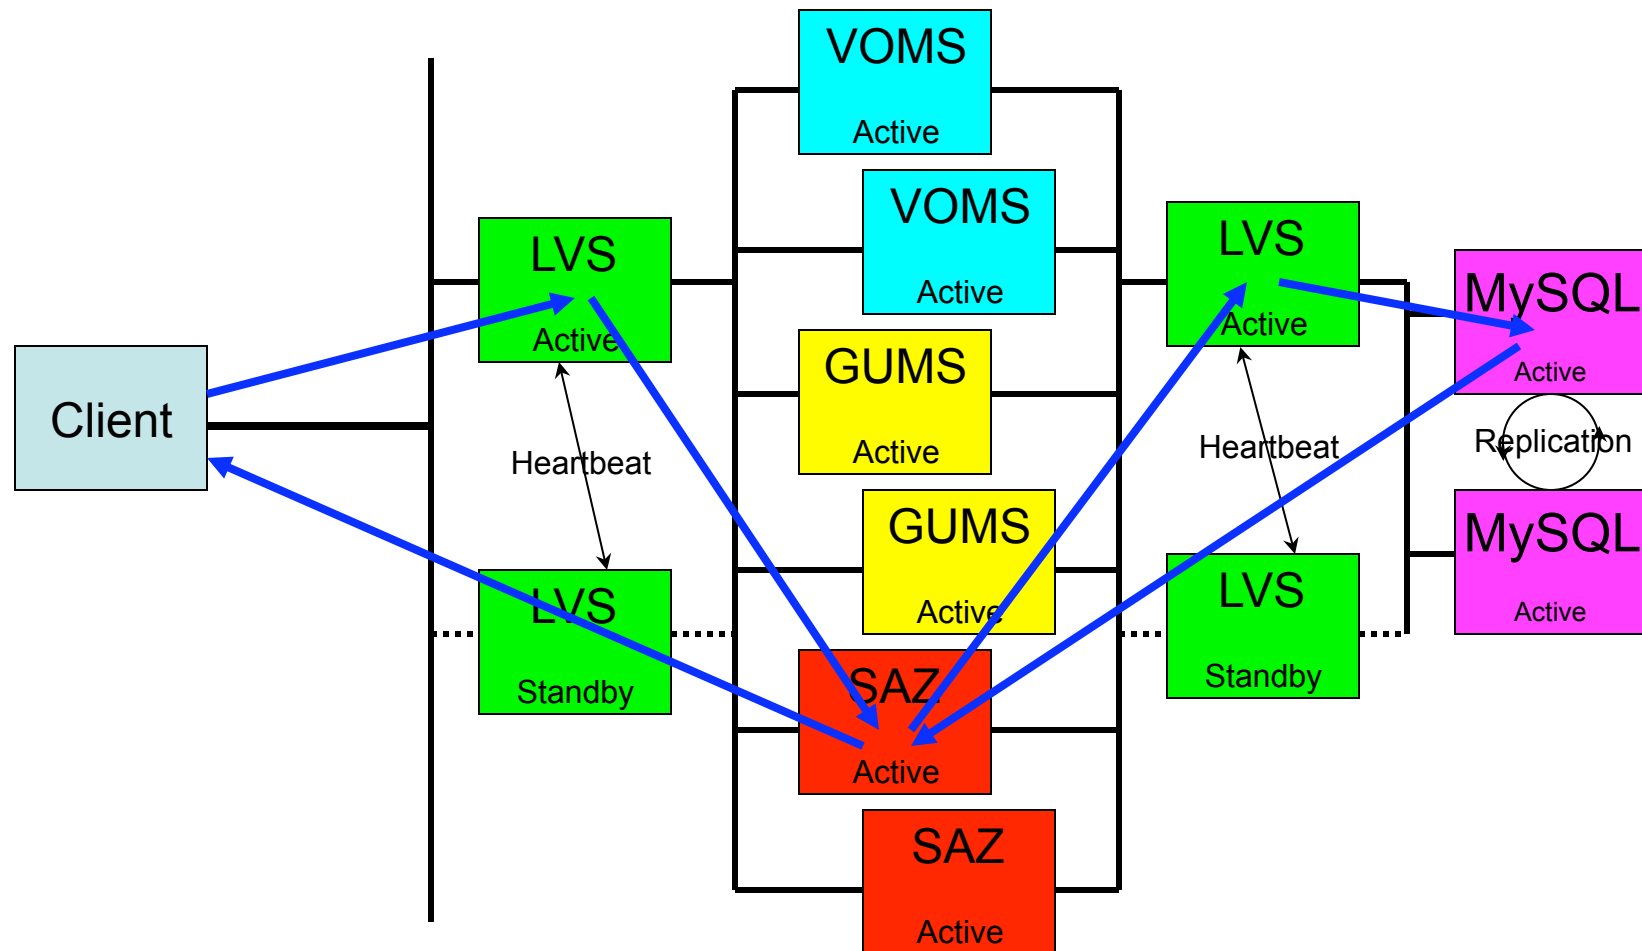 VOMS
Active
VOMS
Active
LVS
Active
LVS
Active
MySQL
Active
GUMS
Active
Client
Heartbeat
Heartbeat
Replication
GUMS
Active
MySQL
Active
LVS
Standby
LVS
Standby
SAZ
Active
SAZ
Active